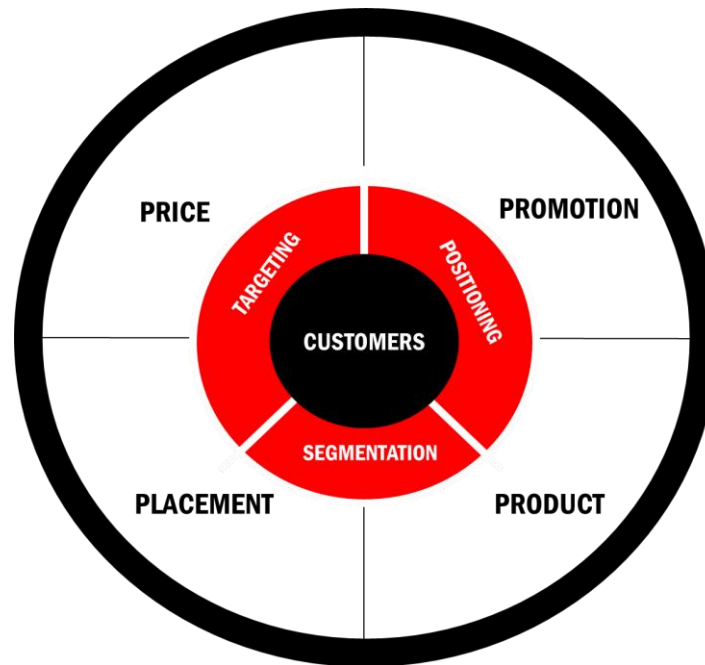 PRICE
PROMOTION
TARGETING
POSITIONING
CUSTOMERS
SEGMENTATION
PLACEMENT
PRODUCT